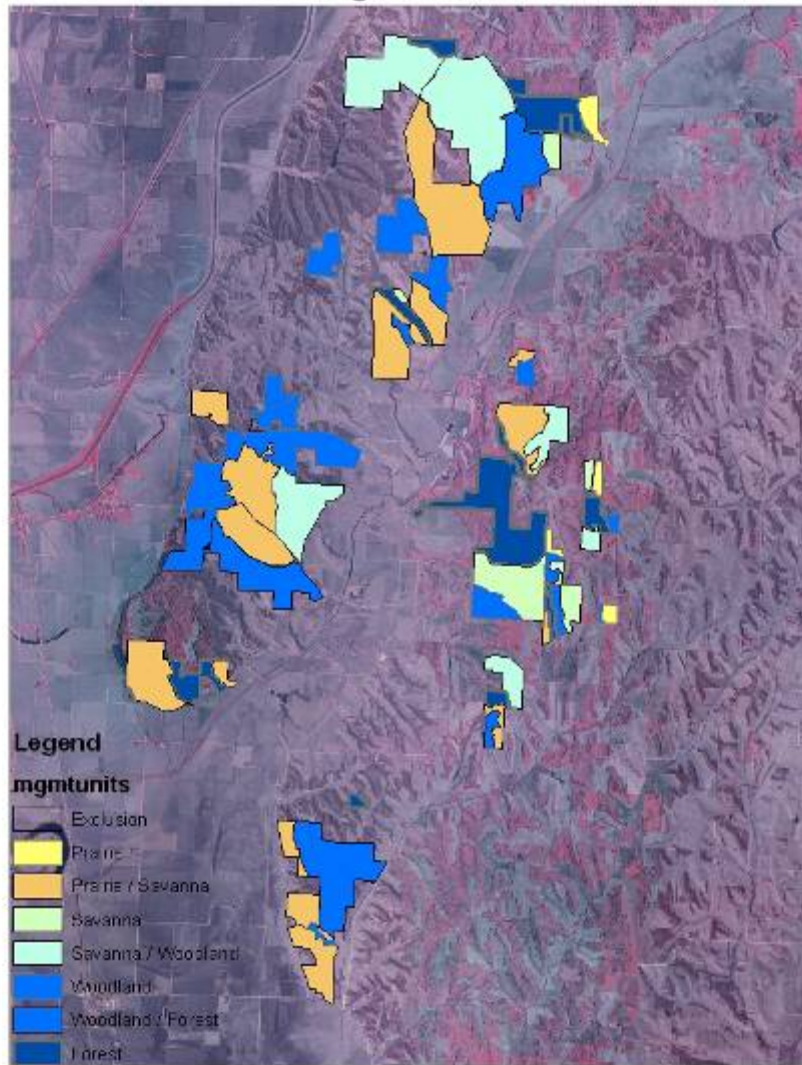 Legend
mgmtunits
Exclusion
Prairie
Prairie / Savanna
Savanna
Savanna / Woodland
Woodland
Woodland / Forest
Forest